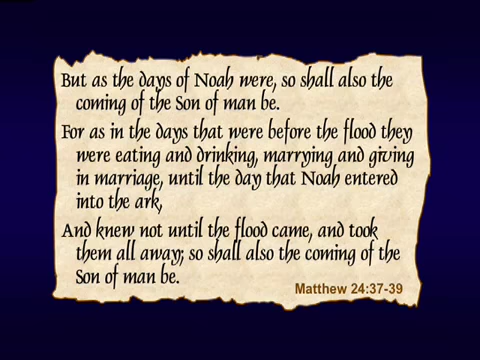 But as the days of Noah were, so shall also the
coming of the Son of man be.
For as in the days that were before the flood they
were eating and drinking, marrying and giving
in marriage, until the day that Noah entered
into the ark,
And knew not until the flood came, and took
them all away; so shall also the coming of the
Son of man be.
Matthew 24:37-39